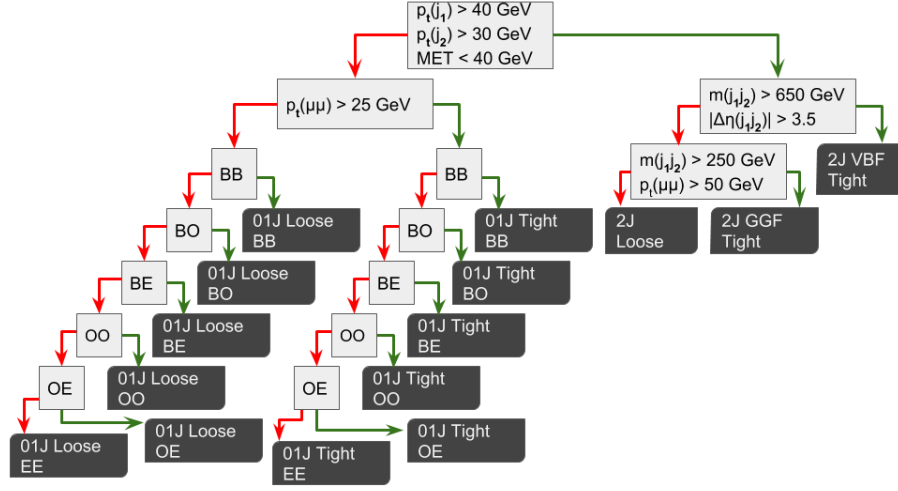 pₜ(j₁) > 40 GeV
pₜ(j₂) > 30 GeV
MET < 40 GeV
pₜ(μμ) > 25 GeV
m(j₁j₂) > 650 GeV
|Δη(j₁j₂)| > 3.5
m(j₁j₂) > 250 GeV
pₜ(μμ) > 50 GeV
2J VBF
Tight
BB
BB
2J
Loose
2J GGF
Tight
01J Loose
BB
01J Tight
BB
BO
BO
01J Loose
BO
01J Tight
BO
BE
BE
01J Loose
BE
01J Tight
BE
OO
OO
01J Loose
OO
01J Tight
OO
OE
OE
01J Loose
OE
01J Tight
OE
01J Loose
EE
01J Tight
EE